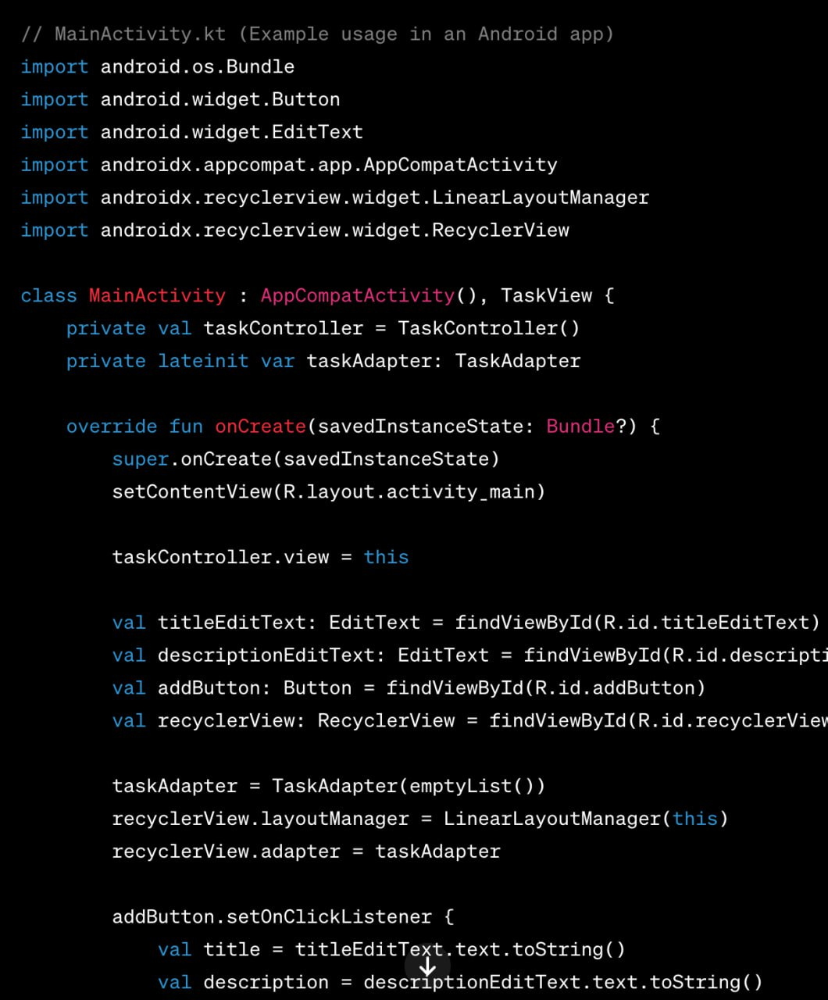 // MainActivity.kt (Example usage in an Android app)
import android.os.Bundle
import android.widget.Button
import android.widget.EditText
import androidx.appcompat.app.AppCompatActivity
import androidx.recyclerview.widget.LinearLayoutManager
import androidx.recyclerview.widget.RecyclerView

class MainActivity : AppCompatActivity(), TaskView {
    private val taskController = TaskController()
    private lateinit var taskAdapter: TaskAdapter

    override fun onCreate(savedInstanceState: Bundle?) {
        super.onCreate(savedInstanceState)
        setContentView(R.layout.activity_main)

        taskController.view = this

        val titleEditText: EditText = findViewById(R.id.titleEditText)
        val descriptionEditText: EditText = findViewById(R.id.descripti
        val addButton: Button = findViewById(R.id.addButton)
        val recyclerView: RecyclerView = findViewById(R.id.recyclerView

        taskAdapter = TaskAdapter(emptyList())
        recyclerView.layoutManager = LinearLayoutManager(this)
        recyclerView.adapter = taskAdapter

        addButton.setOnClickListener {
            val title = titleEditText.text.toString()
            val description = descriptionEditText.text.toString()